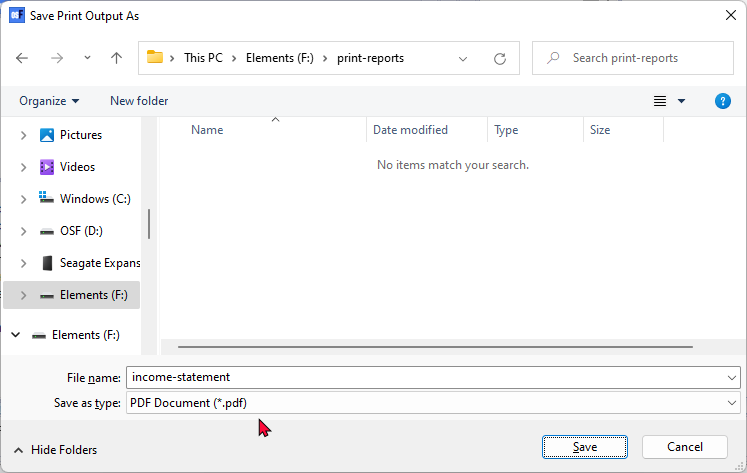 Save Print Output As
This PC > Elements (F:) > print-reports
Search print-reports
Organize
New folder
?
Name
Date modified
Type
Size
No items match your search.
Pictures
Videos
Windows (C:)
OSF (D:)
Seagate Expans
Elements (F:)
Elements (F:)
File name: income-statement
Save as type: PDF Document (*.pdf)
Hide Folders
Save
Cancel